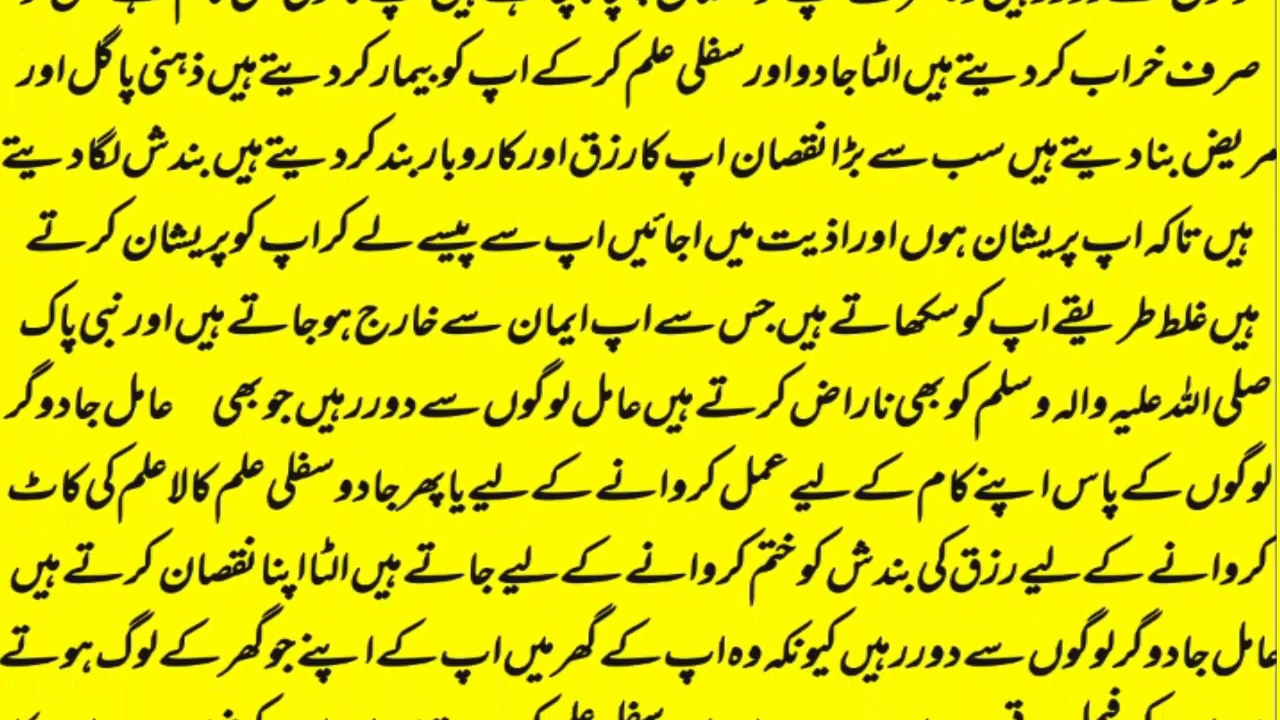 صرف خراب کر دیتے ہیں الٹا جادو اور سفلی علم کر کے اپ کو بیمار کر دیتے ہیں ذہنی پاگل اور
مریض بنا دیتے ہیں سب سے بڑا نقصان اپ کا رزق اور کاروبار بند کر دیتے ہیں بندش لگا دیتے
ہیں تاکہ اپ پریشان ہوں اور اذیت میں اجائیں اپ سے پیسے لے کر اپ کو پریشان کرتے
ہیں غلط طریقے اپ کو سکھاتے ہیں جس سے اپ ایمان سے خارج ہو جاتے ہیں اور نبی پاک
صلی اللہ علیہ والہ وسلم کو بھی ناراض کرتے ہیں عامل لوگوں سے دور رہیں جو بھی عامل جادوگر
لوگوں کے پاس اپنے کام کے لیے عمل کروانے کے لیے یا پھر جادو سفلی علم کالا علم کی کاٹ
کروانے کے لیے رزق کی بندش کو ختم کروانے کے لیے جاتے ہیں الٹا اپنا نقصان کرتے ہیں
عامل جادوگر لوگوں سے دور رہیں کیونکہ وہ اپ کے گھر میں اپ کے اپنے جو گھر کے لوگ ہوتے